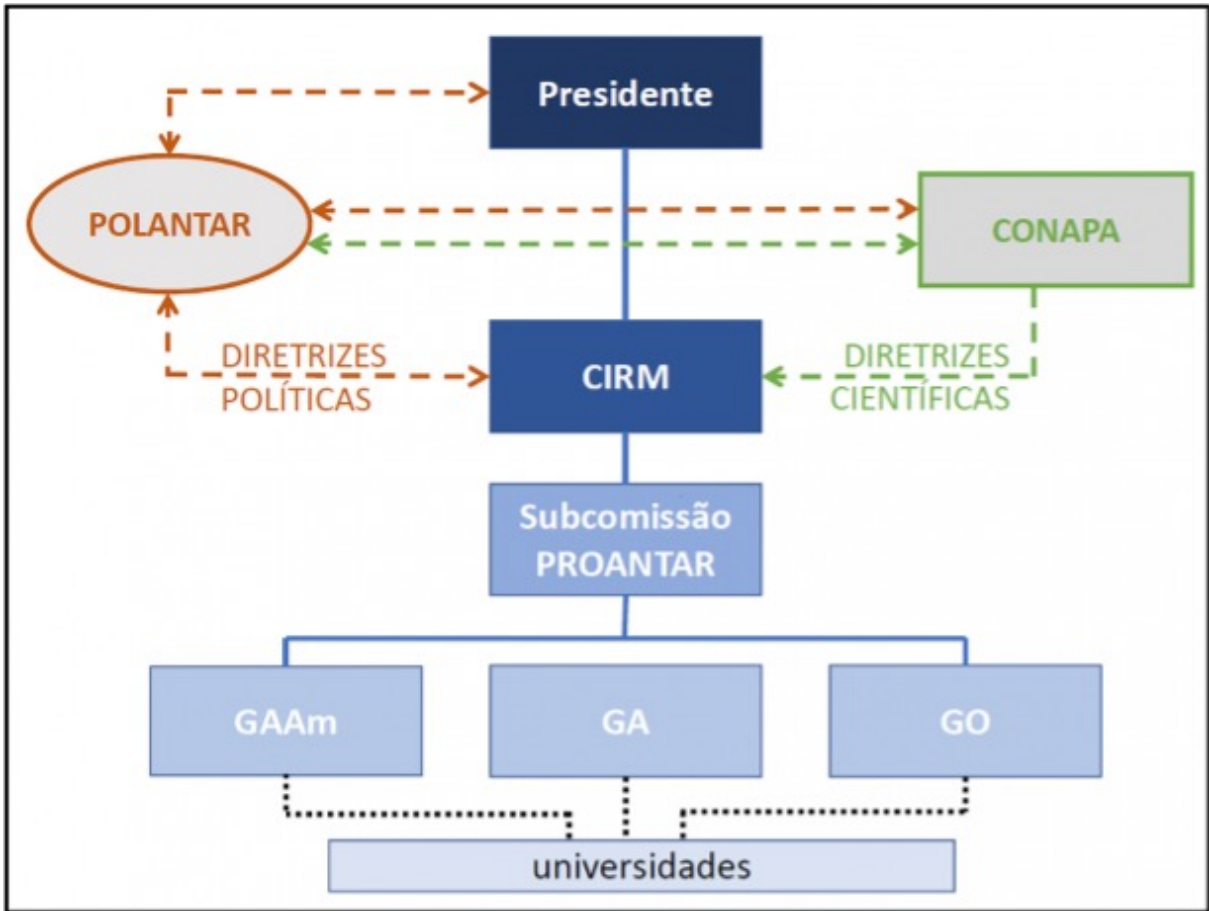 Presidente
POLANTAR
CONAPA
DIRETRIZES
POLÍTICAS
CIRM
DIRETRIZES
CIENTÍFICAS
Subcomissão
PROANTAR
GAAm
GA
GO
universidades